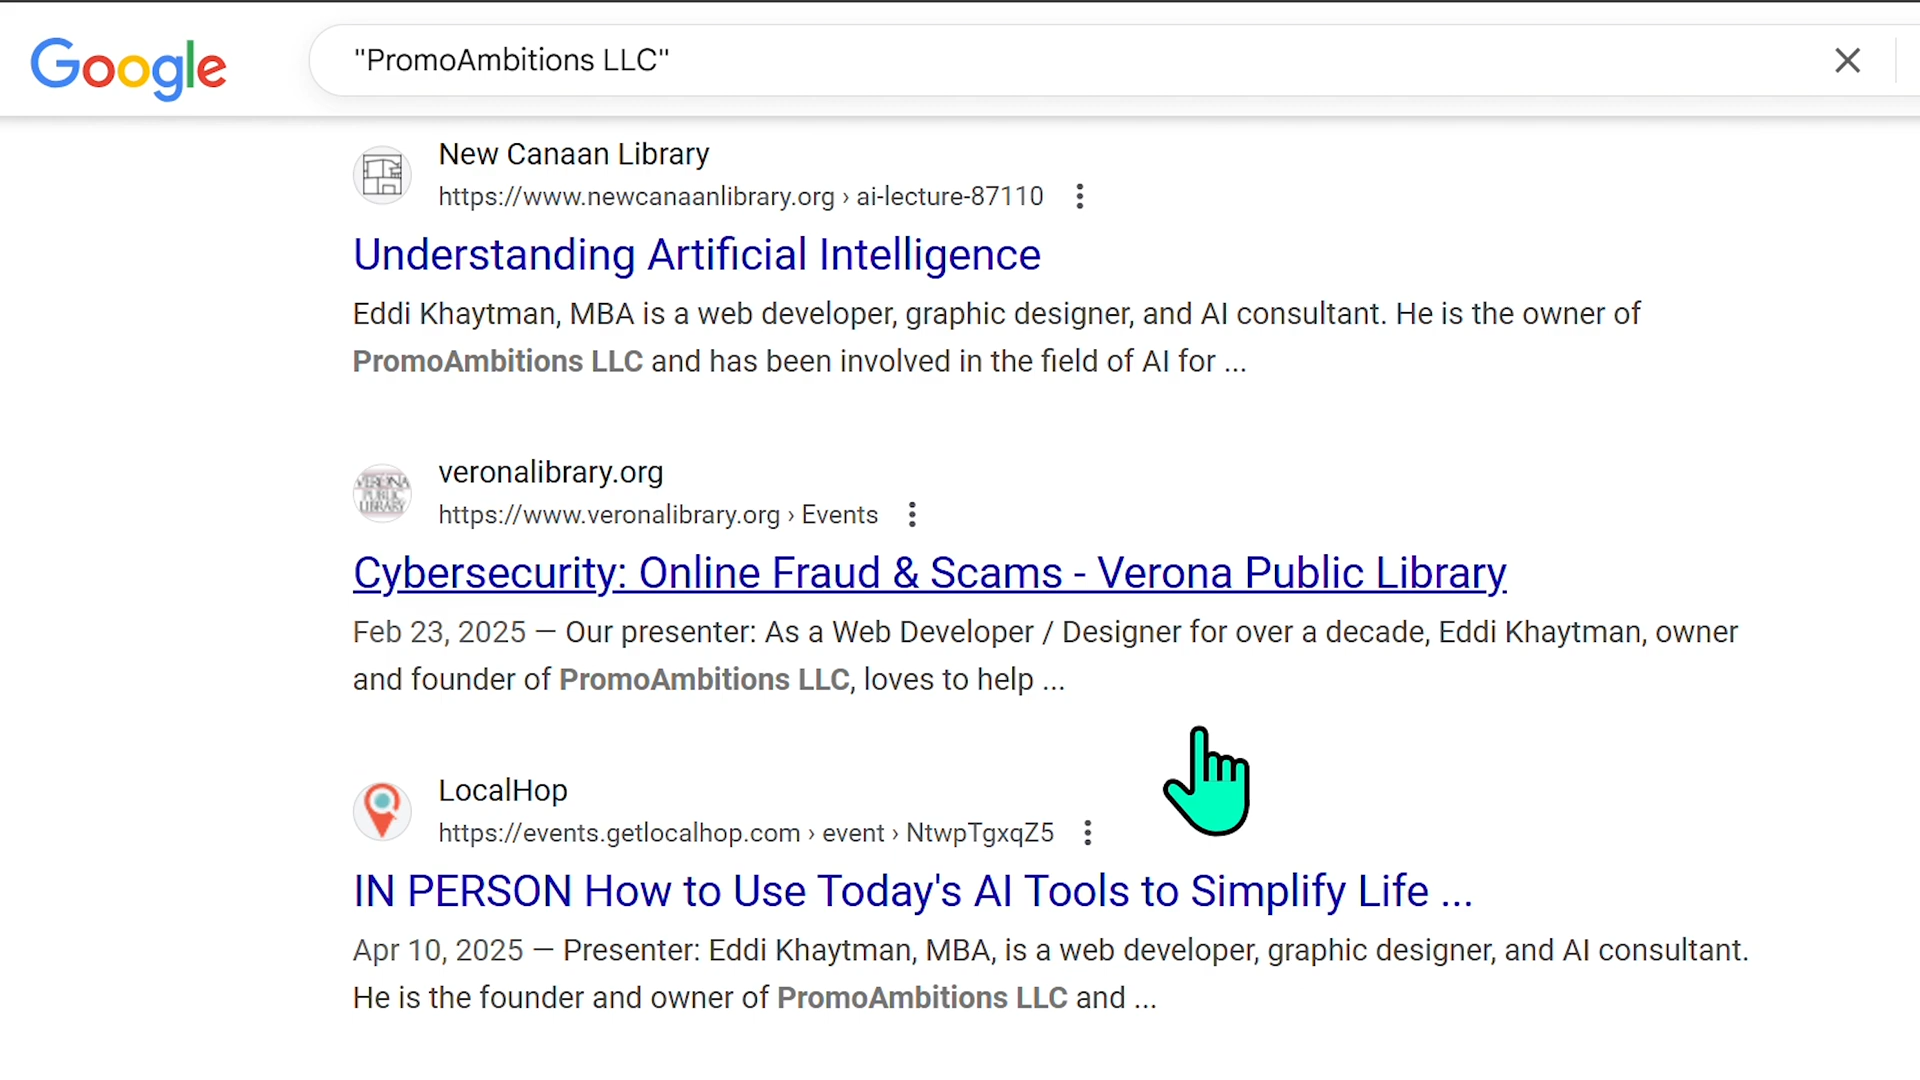 Google
"PromoAmbitions LLC"
New Canaan Library
https://www.newcanaanlibrary.org › ai-lecture-87110
Understanding Artificial Intelligence
Eddi Khaytman, MBA is a web developer, graphic designer, and AI consultant. He is the owner of
PromoAmbitions LLC and has been involved in the field of AI for ...
VERONA
PUBLIC
LIBRARY
veronalibrary.org
https://www.veronalibrary.org › Events
Cybersecurity: Online Fraud & Scams - Verona Public Library
Feb 23, 2025 — Our presenter: As a Web Developer / Designer for over a decade, Eddi Khaytman, owner
and founder of PromoAmbitions LLC, loves to help ...
LocalHop
https://events.getlocalhop.com › event › NtwpTgxqZ5
IN PERSON How to Use Today's AI Tools to Simplify Life ...
Apr 10, 2025 — Presenter: Eddi Khaytman, MBA, is a web developer, graphic designer, and AI consultant.
He is the founder and owner of PromoAmbitions LLC and ...